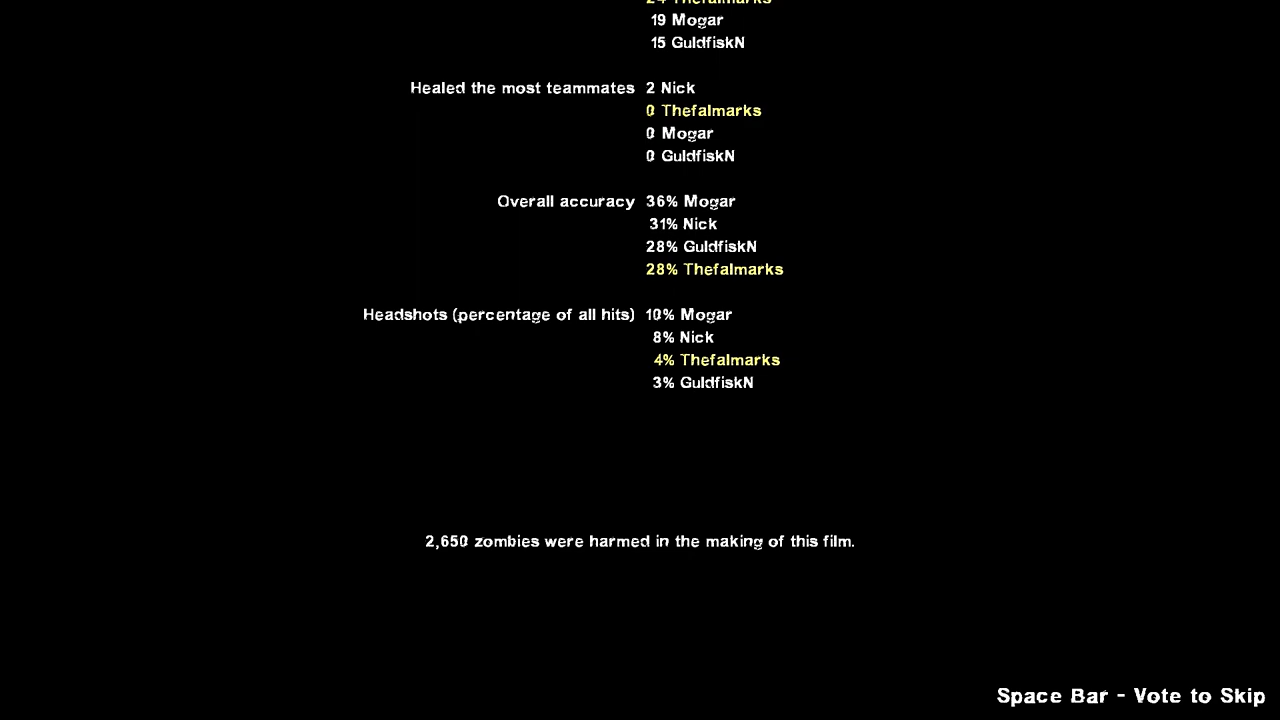 24 Thefalmarks
19 Mogar
15 GuldfiskN
Healed the most teammates 2 Nick
0 Thefalmarks
0 Mogar
0 GuldfiskN
Overall accuracy 36% Mogar
31% Nick
28% GuldfiskN
28% Thefalmarks
Headshots (percentage of all hits) 10% Mogar
8% Nick
4% Thefalmarks
3% GuldfiskN
2,650 zombies were harmed in the making of this film.
Space Bar - Vote to Skip